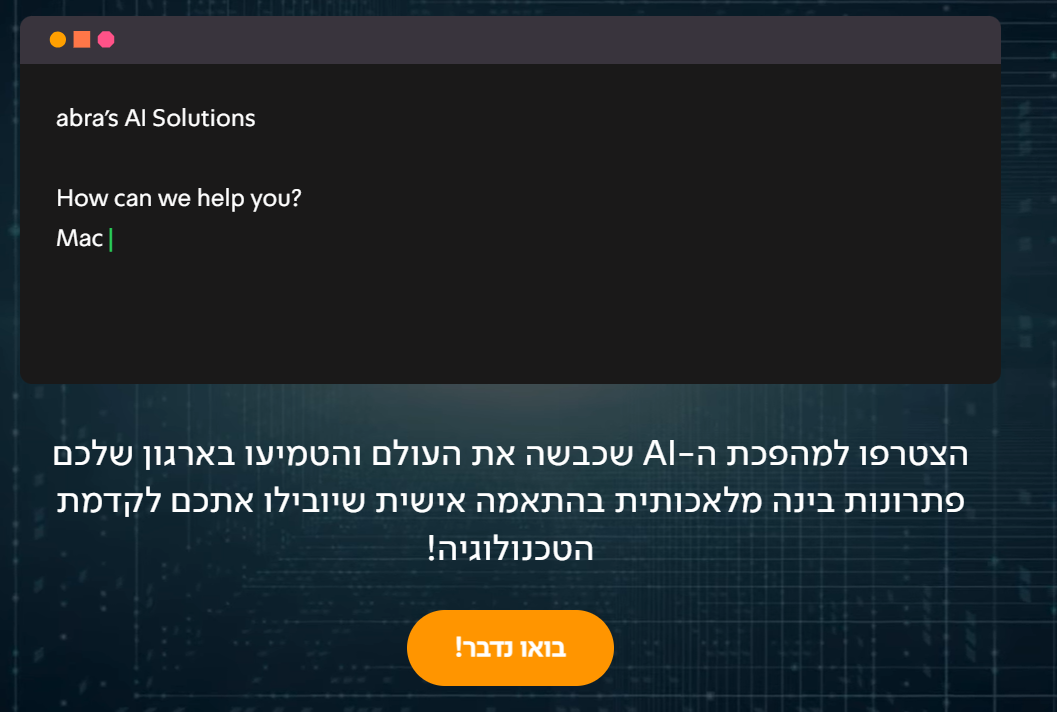 abra's AI Solutions
How can we help you?
Mac
הצטרפו למהפכת ה-AI שכבשה את העולם והטמיעו בארגון שלכם
פתרונות בינה מלאכותית בהתאמה אישית שיובילו אתכם לקדמת
הטכנולוגיה!
בואו נדבר!